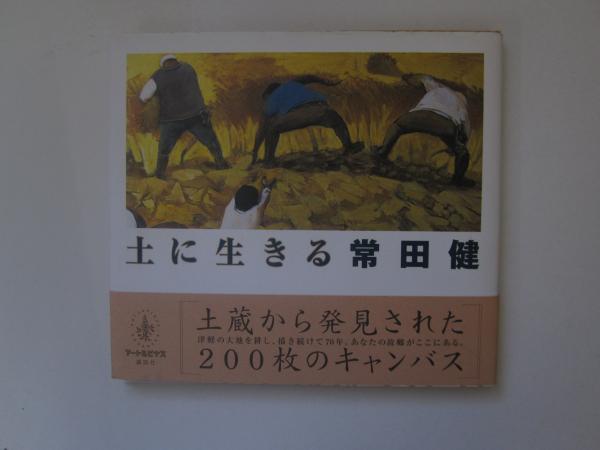 土に生きる 常田健
土蔵から発見された
津軽の大地を耕し、描き続けて70年。あなたの故郷がここにある。
200枚のキャンバス
アートルピナス
講談社